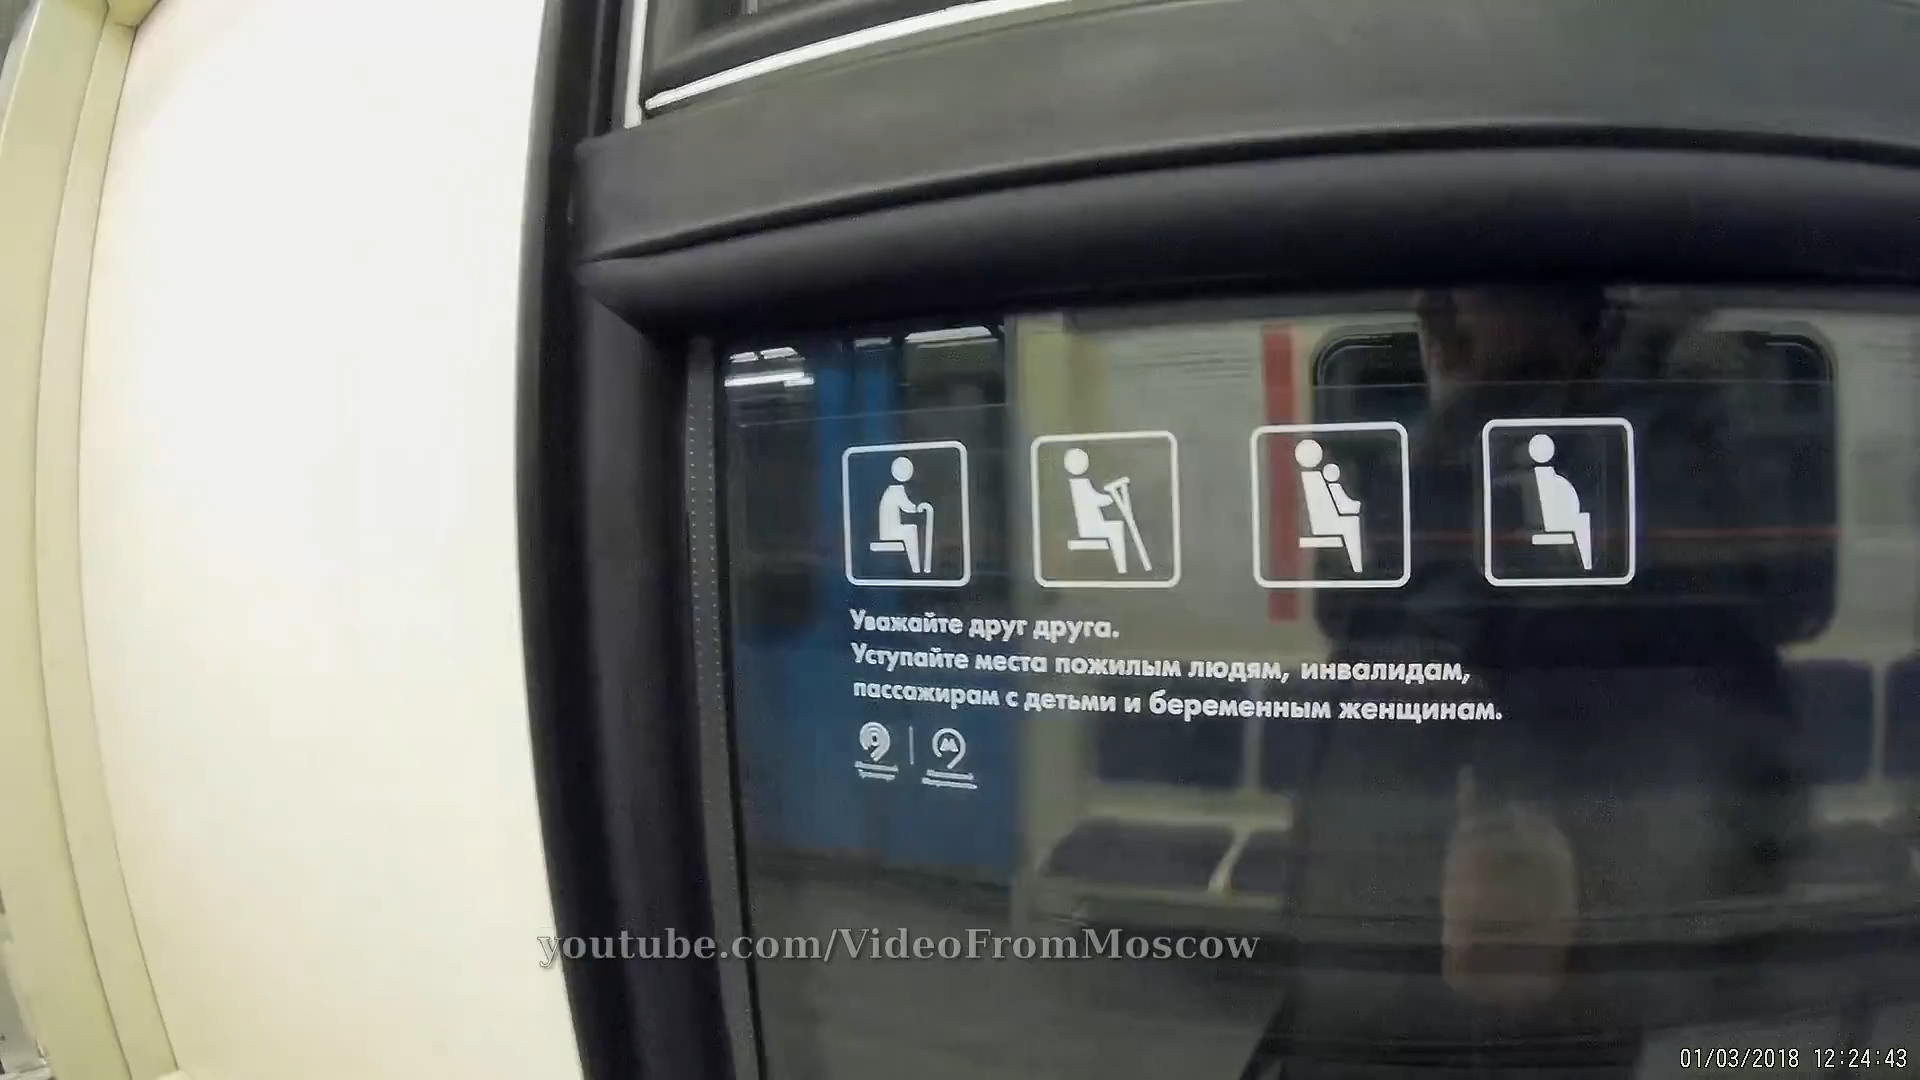 Уважайте друг друга.
Уступайте места пожилым людям, инвалидам,
пассажирам с детьми и беременным женщинам.
youtube.com/VideoFromMoscow
01/03/2018 12:24:43